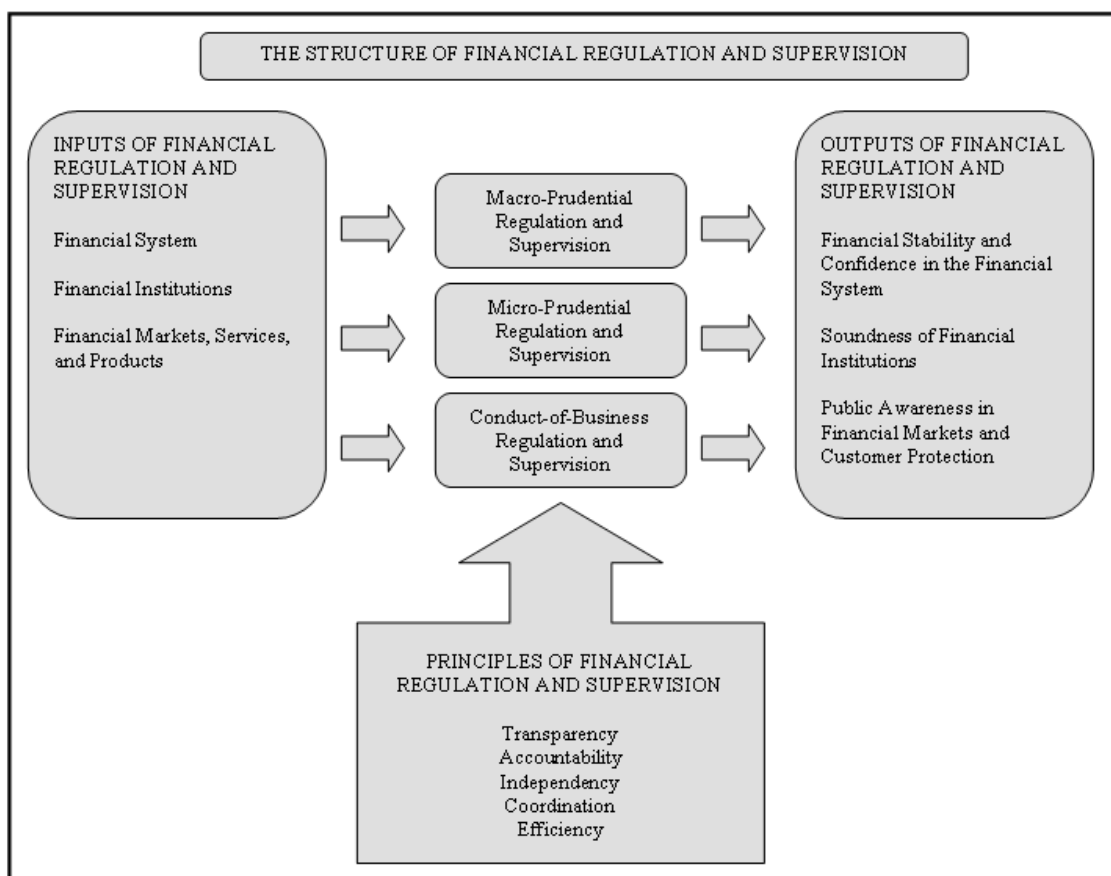 THE STRUCTURE OF FINANCIAL REGULATION AND SUPERVISION
INPUTS OF FINANCIAL
REGULATION AND
SUPERVISION
Financial System
Financial Institutions
Financial Markets, Services,
and Products
Macro-Prudential
Regulation and
Supervision
Micro-Prudential
Regulation and
Supervision
Conduct-of-Business
Regulation and
Supervision
OUTPUTS OF FINANCIAL
REGULATION AND
SUPERVISION
Financial Stability and
Confidence in the Financial
System
Soundness of Financial
Institutions
Public Awareness in
Financial Markets and
Customer Protection
PRINCIPLES OF FINANCIAL
REGULATION AND SUPERVISION
Transparency
Accountability
Independency
Coordination
Efficiency